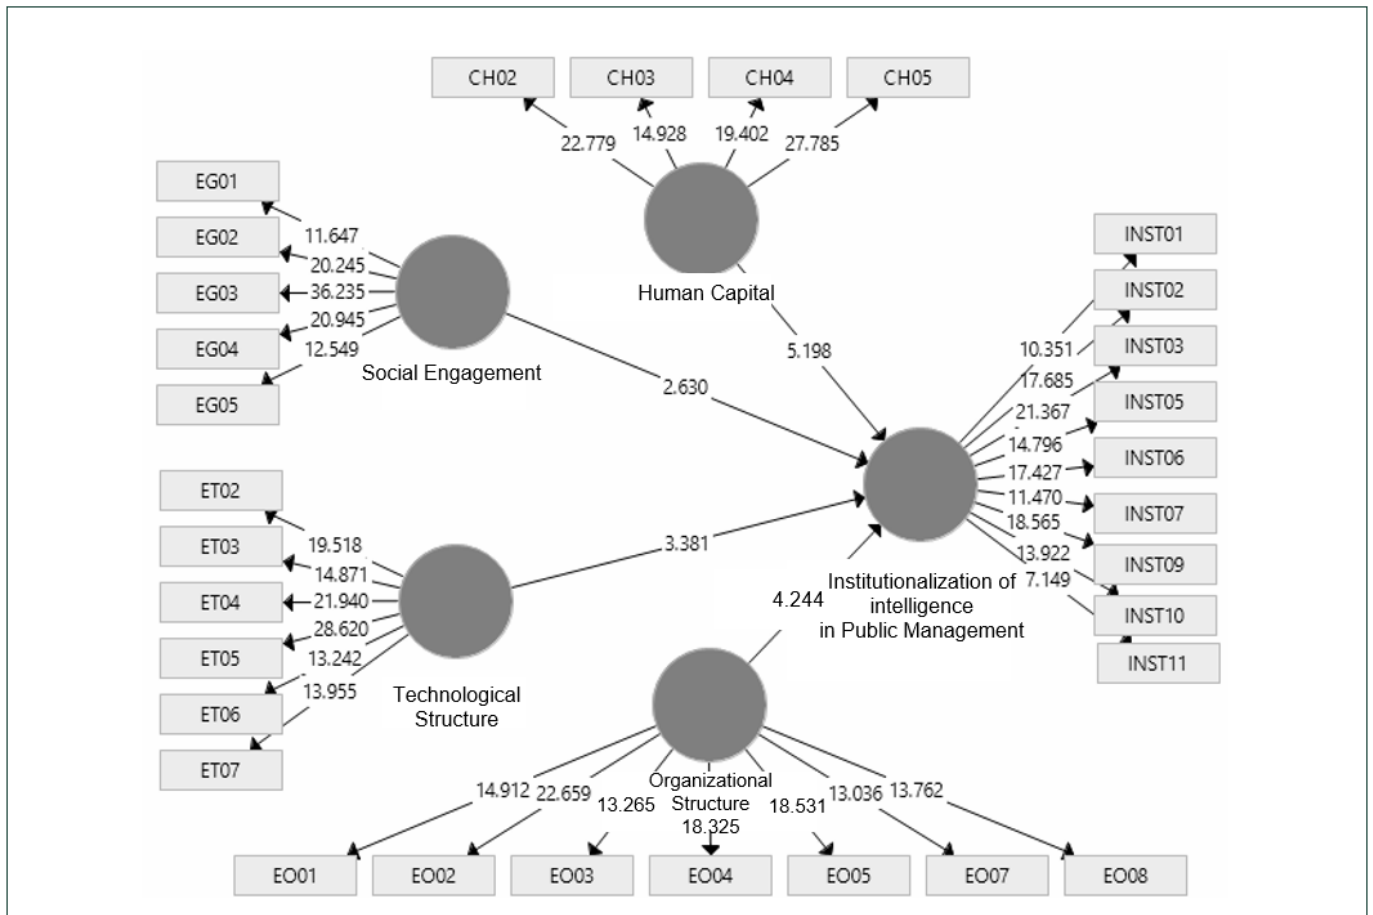 CH02 CH03 CH04 CH05
22.779 14.928 19.402 27.785
Human Capital
5.198
EG01
EG02
EG03
EG04
EG05
11.647
20.245
36.235
20.945
12.549
Social Engagement
2.630
ET02
ET03
ET04
ET05
ET06
ET07
19.518
14.871
21.940
28.620
13.242
13.955
Technological
Structure
3.381
INST01
INST02
INST03
INST05
INST06
INST07
INST09
INST10
INST11
10.351
17.685
21.367
14.796
17.427
11.470
18.565
13.922
7.149
Institutionalization of
intelligence
in Public Management
4.244
Organizational
Structure
14.912 22.659 13.265 18.325 18.531 13.036 13.762
EO01 EO02 EO03 EO04 EO05 EO07 EO08